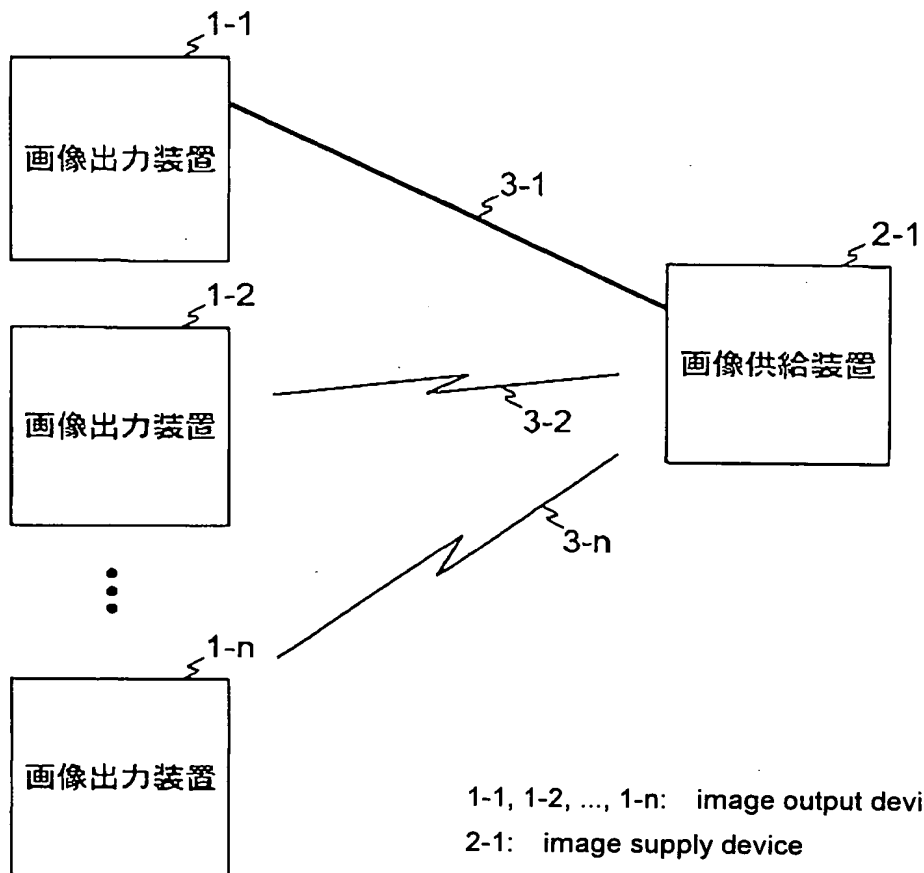 1-1
画像出力装置
3-1
2-1
1-2
画像供給装置
画像出力装置
3-2
3-n
1-n
画像出力装置
1-1, 1-2, ..., 1-n: image output devi
2-1: image supply device